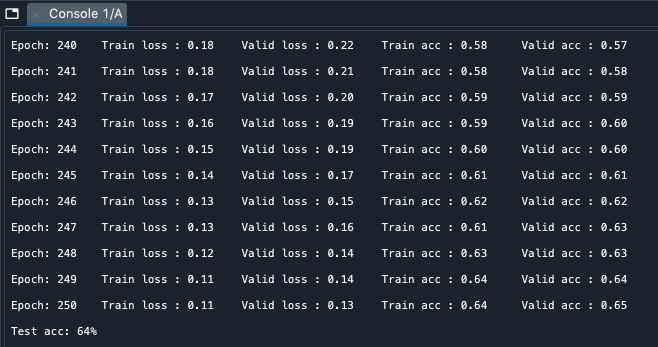 Console 1/A
Epoch: 240 Train loss : 0.18 Valid loss : 0.22 Train acc : 0.58 Valid acc : 0.57
Epoch: 241 Train loss : 0.18 Valid loss : 0.21 Train acc : 0.58 Valid acc : 0.58
Epoch: 242 Train loss : 0.17 Valid loss : 0.20 Train acc : 0.59 Valid acc : 0.59
Epoch: 243 Train loss : 0.16 Valid loss : 0.19 Train acc : 0.59 Valid acc : 0.60
Epoch: 244 Train loss : 0.15 Valid loss : 0.19 Train acc : 0.60 Valid acc : 0.60
Epoch: 245 Train loss : 0.14 Valid loss : 0.17 Train acc : 0.61 Valid acc : 0.61
Epoch: 246 Train loss : 0.13 Valid loss : 0.15 Train acc : 0.62 Valid acc : 0.62
Epoch: 247 Train loss : 0.13 Valid loss : 0.16 Train acc : 0.61 Valid acc : 0.63
Epoch: 248 Train loss : 0.12 Valid loss : 0.14 Train acc : 0.63 Valid acc : 0.63
Epoch: 249 Train loss : 0.11 Valid loss : 0.14 Train acc : 0.64 Valid acc : 0.64
Epoch: 250 Train loss : 0.11 Valid loss : 0.13 Train acc : 0.64 Valid acc : 0.65
Test acc: 64%